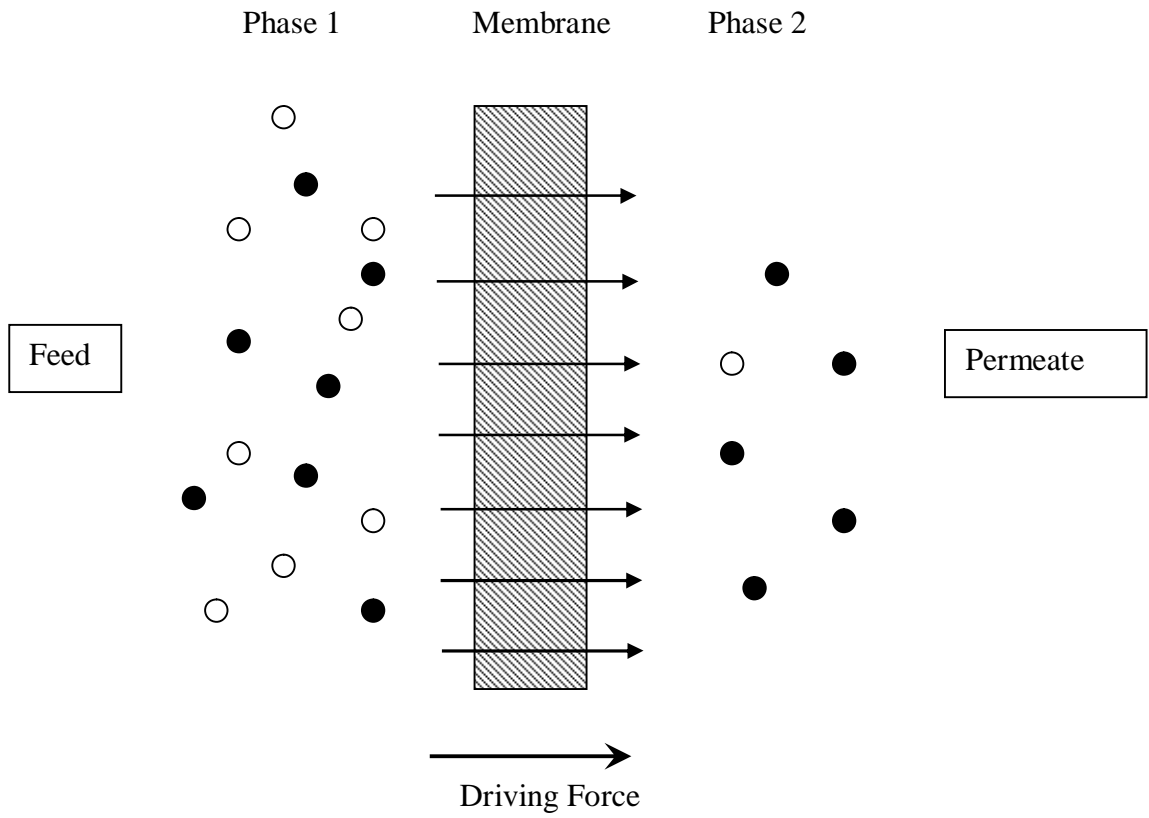 Phase 1
Membrane
Phase 2
Feed
Permeate
Driving Force